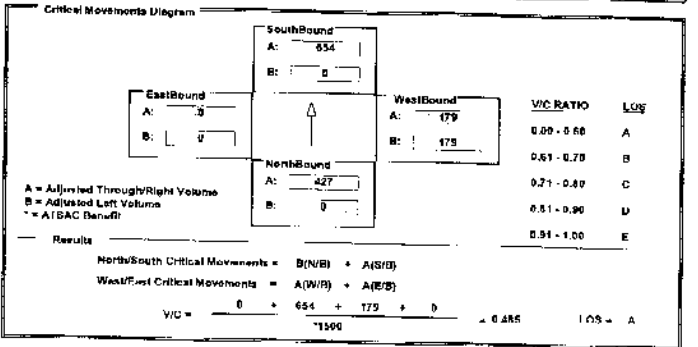 Critical Movements Diagram
SouthBound
A: 654
B: 0
EastBound
A: 0
B: 0
WestBound
A: 179
B: 179
NorthBound
A: 427
B: 0
V/C RATIO LOS
0.00 - 0.60 A
0.61 - 0.70 B
0.71 - 0.80 C
0.81 - 0.90 D
0.91 - 1.00 E
A = Adjusted Through/Right Volume
B = Adjusted Left Volume
* = ATSAC Benefit
Results
North/South Critical Movements = B(N/B) + A(S/B)
West/East Critical Movements = A(W/B) + A(E/B)
V/C = 0 + 654 + 179 + 0 = 0.485 LOS = A
*1500